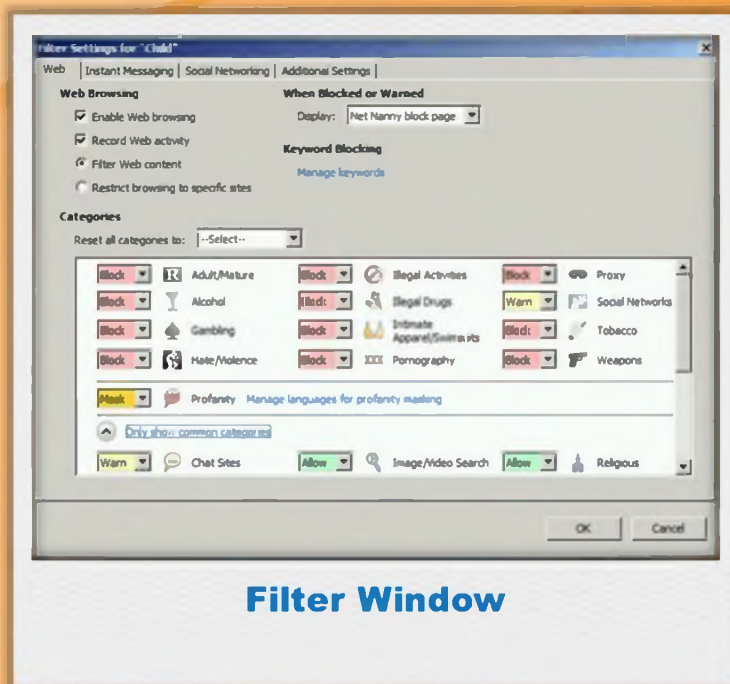 Filter Settings for "Child"
Web Instant Messaging Social Networking Additional Settings
Web Browsing
Enable Web browsing
Record Web activity
Filter Web content
Restrict browsing to specific sites
When Blocked or Warned
Display: Net Nanny block page
Keyword Blocking
Manage keywords
Categories
Reset all categories to: --Select--
Block Adult/Mature Block Illegal Activities Block Proxy
Block Alcohol Block Illegal Drugs Warn Social Networks
Block Gambling Block Intimate Apparel/Swimsuits Block Tobacco
Block Hate/Violence Block XXX Pornography Block Weapons
Mask Profanity Manage languages for profanity masking
Only show common categories
Warn Chat Sites Allow Image/Video Search Allow Religious
OK Cancel
Filter Window